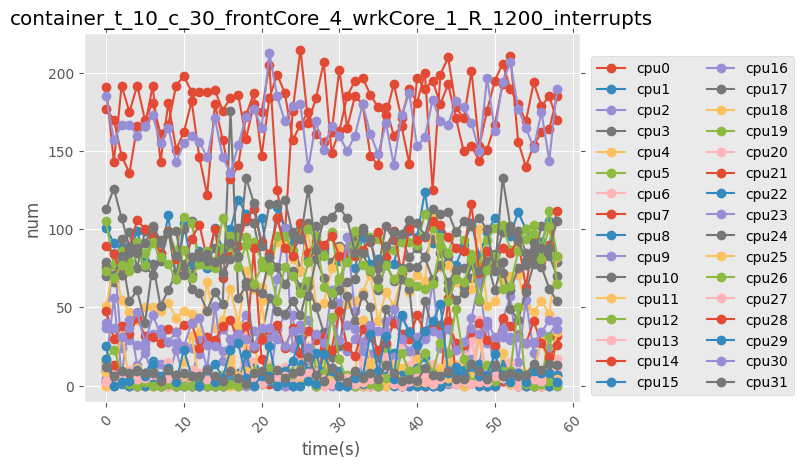 container_t_10_c_30_frontCore_4_wrkCore_1_R_1200_interrupts
num
200
150
100
50
0
0
10
20
30
40
50
60
time(s)
cpu0
cpu1
cpu2
cpu3
cpu4
cpu5
cpu6
cpu7
cpu8
cpu9
cpu10
cpu11
cpu12
cpu13
cpu14
cpu15
cpu16
cpu17
cpu18
cpu19
cpu20
cpu21
cpu22
cpu23
cpu24
cpu25
cpu26
cpu27
cpu28
cpu29
cpu30
cpu31